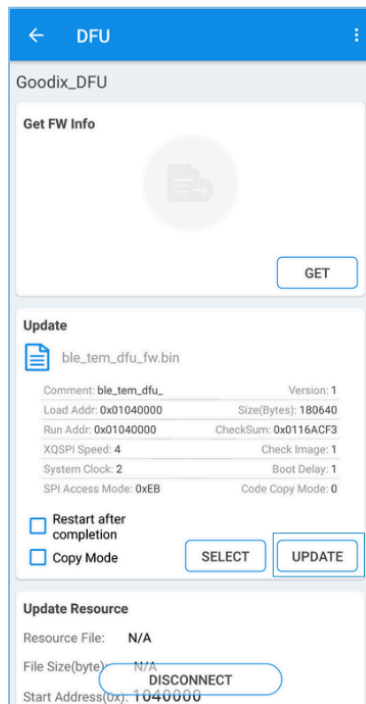 DFU
Goodix_DFU
Get FW Info
GET
Update
ble_tem_dfu_fw.bin
Comment: ble_tem_dfu_ Version: 1
Load Addr: 0x01040000 Size(Bytes): 180640
Run Addr: 0x01040000 CheckSum: 0x0116ACF3
XQSPI Speed: 4 Check Image: 1
System Clock: 2 Boot Delay: 1
SPI Access Mode: 0xEB Code Copy Mode: 0
Restart after
completion
Copy Mode SELECT UPDATE
Update Resource
Resource File: N/A
File Size(byte): N/A
DISCONNECT
Start Address(0x): 1040000